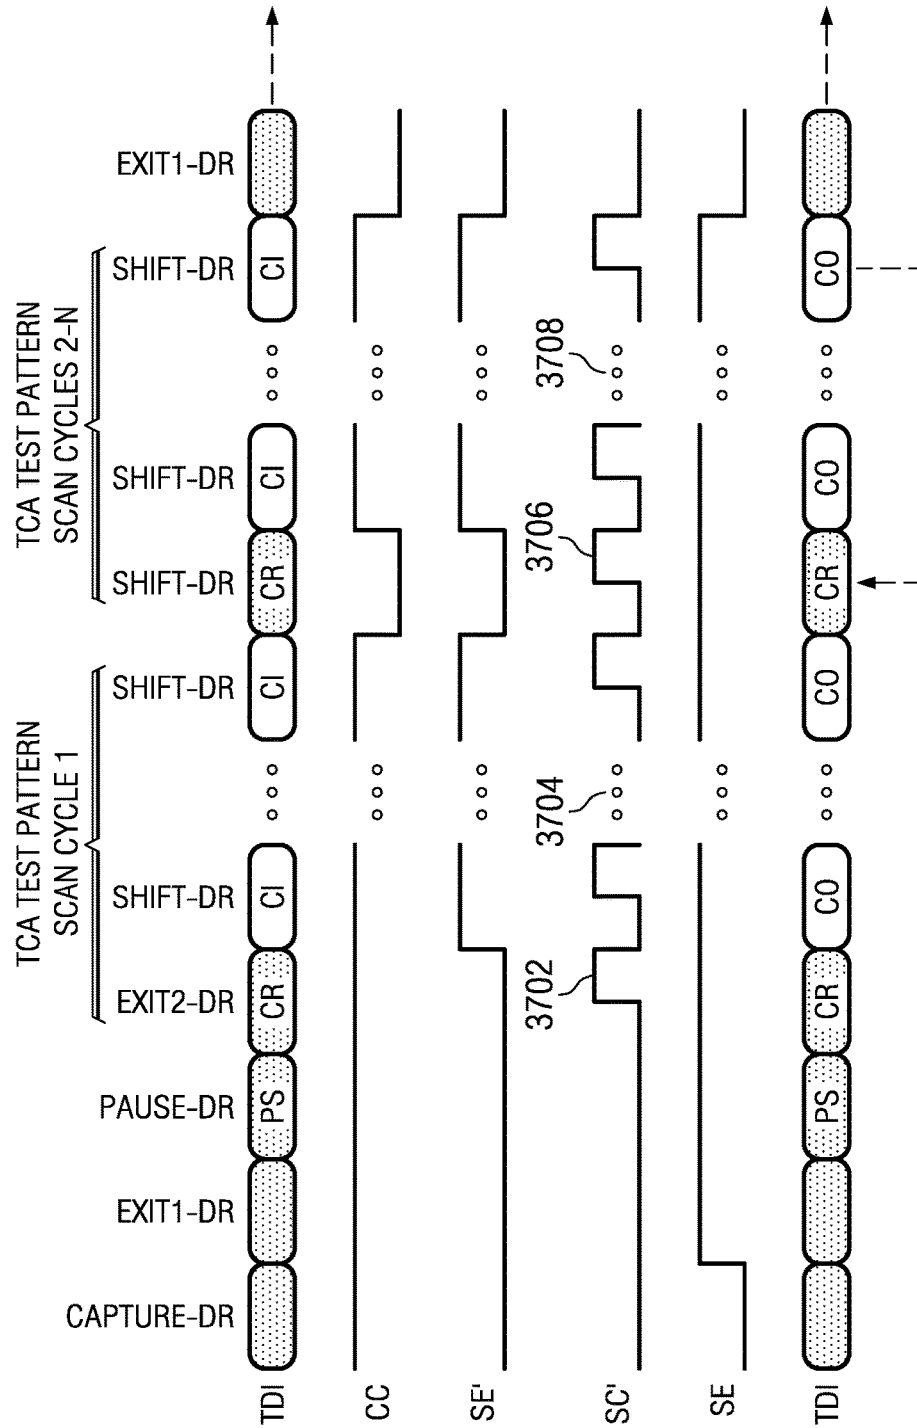 TCA TEST PATTERN
SCAN CYCLE 1
TCA TEST PATTERN
SCAN CYCLES 2-N
CAPTURE-DR
EXIT1-DR
PAUSE-DR
EXIT2-DR
SHIFT-DR
SHIFT-DR
SHIFT-DR
SHIFT-DR
SHIFT-DR
EXIT1-DR
TDI PS CR CI CI CR CI CI
CC
SE'
3702 3704 3706 3708
SC'
SE
TDI PS CR CO CO CR CO CO